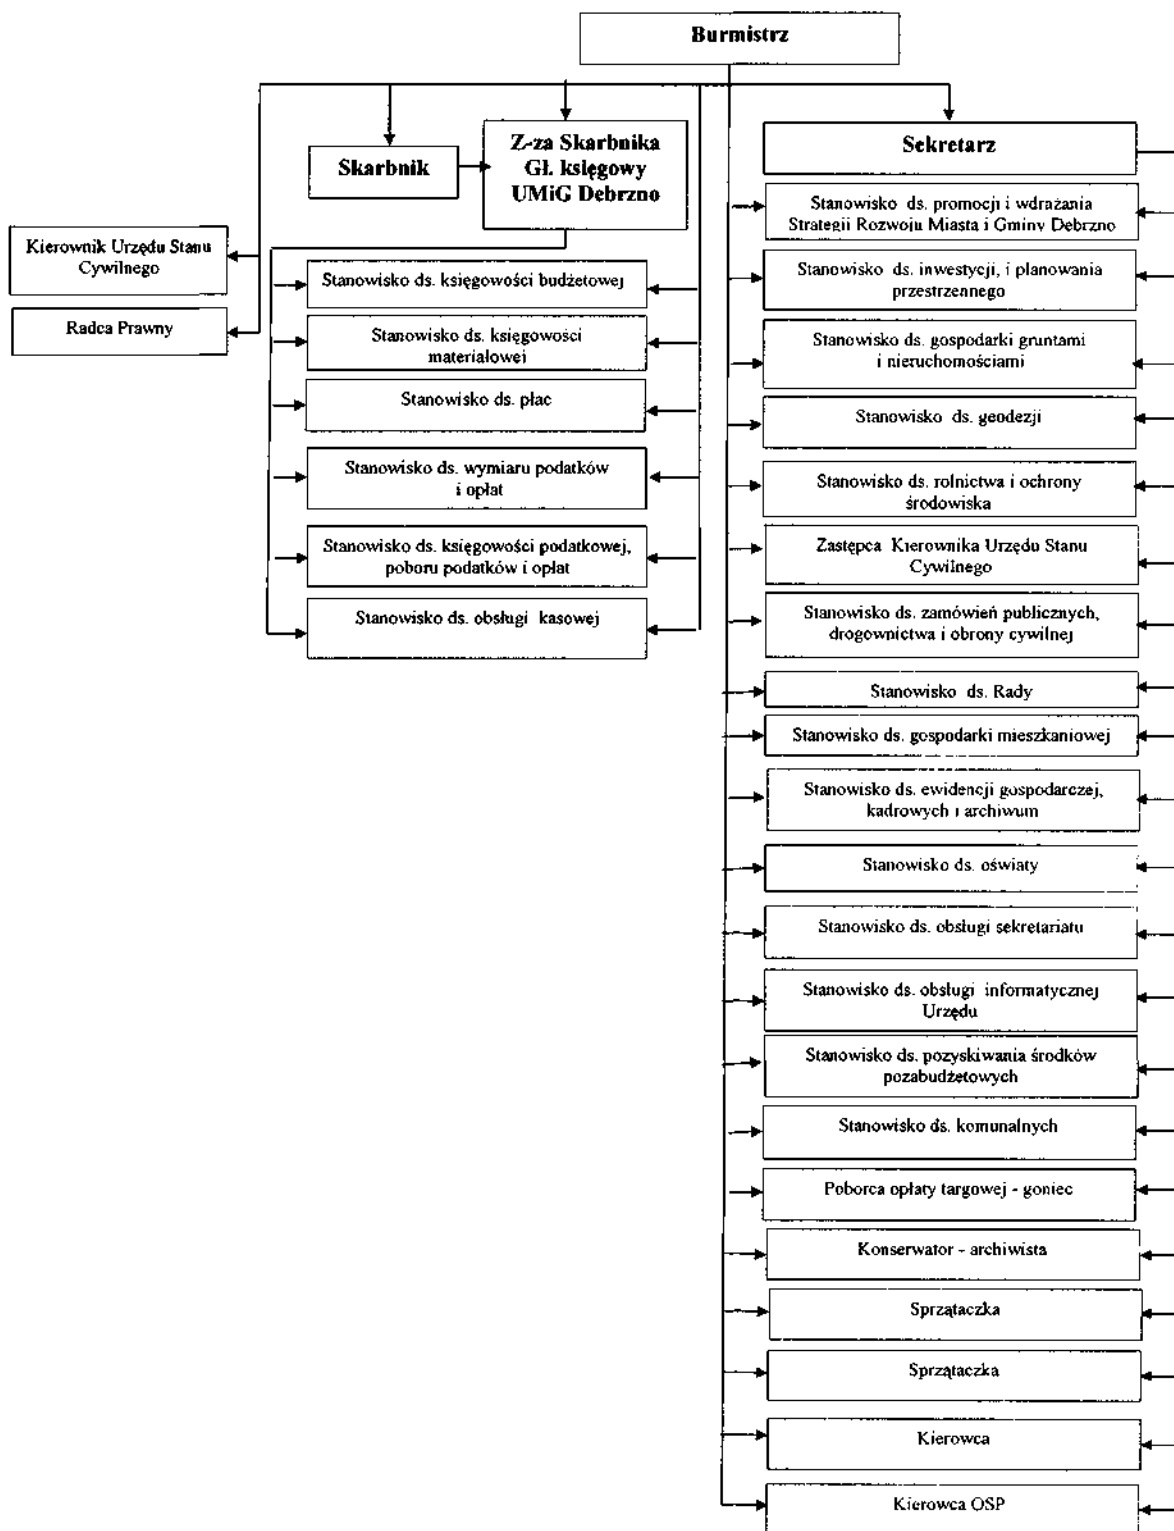 Burmistrz
Skarbnik
Z-za Skarbnika
Gł. księgowy
UMiG Debrzno
Sekretarz
Kierownik Urzędu Stanu
Cywilnego
Radca Prawny
Stanowisko ds. księgowości budżetowej
Stanowisko ds. księgowości
materiałowej
Stanowisko ds. płac
Stanowisko ds. wymiaru podatków
i opłat
Stanowisko ds. księgowości podatkowej,
poboru podatków i opłat
Stanowisko ds. obsługi kasowej
Stanowisko ds. promocji i wdrażania
Strategii Rozwoju Miasta i Gminy Debrzno
Stanowisko ds. inwestycji, i planowania
przestrzennego
Stanowisko ds. gospodarki gruntami
i nieruchomościami
Stanowisko ds. geodezji
Stanowisko ds. rolnictwa i ochrony
środowiska
Zastępca Kierownika Urzędu Stanu
Cywilnego
Stanowisko ds. zamówień publicznych,
drogownictwa i obrony cywilnej
Stanowisko ds. Rady
Stanowisko ds. gospodarki mieszkaniowej
Stanowisko ds. ewidencji gospodarczej,
kadrowych i archiwum
Stanowisko ds. oświaty
Stanowisko ds. obsługi sekretariatu
Stanowisko ds. obsługi informatycznej
Urzędu
Stanowisko ds. pozyskiwania środków
pozabudżetowych
Stanowisko ds. komunalnych
Poborca opłaty targowej - goniec
Konserwator - archiwista
Sprzątaczka
Sprzątaczka
Kierowca
Kierowca OSP